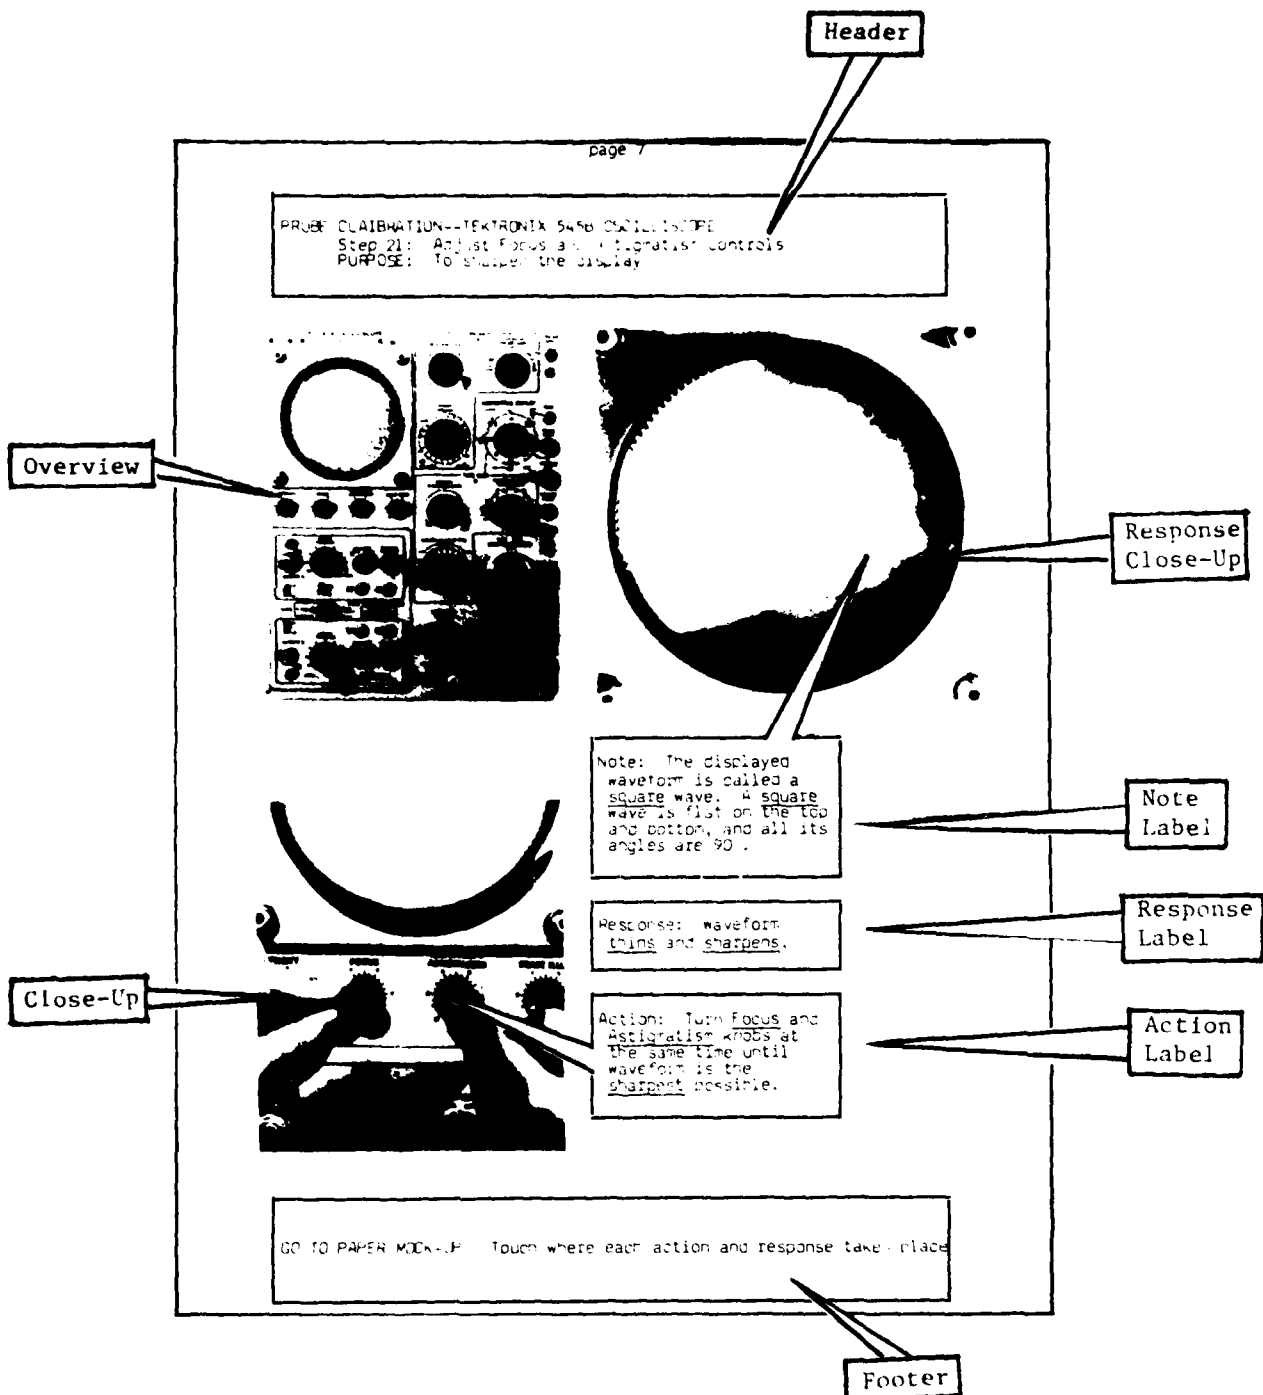 Header
page 7
PROBE CLAIBRATION--TEKTRONIX 545B OSCILLISCOPE
Step 21: Adjust Focus and Astigmatism Controls
PURPOSE: To sharpen the display
Overview
Response
Close-Up
Note: The displayed
waveform is called a
square wave. A square
wave is flat on the top
and bottom, and all its
angles are 90°.
Note
Label
Response: Waveform
thins and sharpens.
Response
Label
FOCUS
ASTIGMATISM
Close-Up
Action: Turn Focus and
Astigmatism knobs at
the same time until
waveform is the
sharpest possible.
Action
Label
GO TO PAPER MOCK-UP Touch where each action and response takes place
Footer